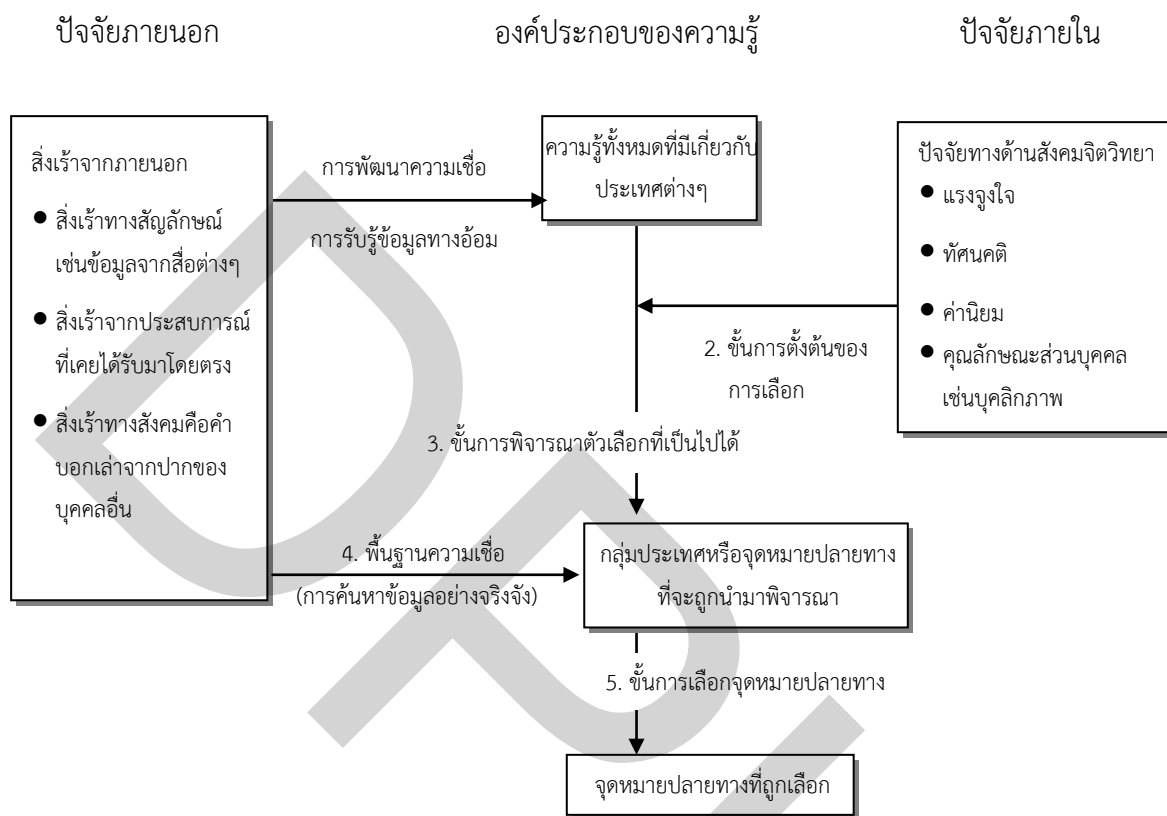 ปัจจัยภายนอก
องค์ประกอบของความรู้
ปัจจัยภายใน
สิ่งเร้าจากภายนอก
● สิ่งเร้าทางสัญลักษณ์
เช่นข้อมูลจากสื่อต่างๆ
● สิ่งเร้าจากประสบการณ์
ที่เคยได้รับมาโดยตรง
● สิ่งเร้าทางสังคมคือคำ
บอกเล่าจากปากของ
บุคคลอื่น
การพัฒนาความเชื่อ
การรับรู้ข้อมูลทางอ้อม
ความรู้ทั้งหมดที่มีเกี่ยวกับ
ประเทศต่างๆ
ปัจจัยทางด้านสังคมจิตวิทยา
● แรงจูงใจ
● ทัศนคติ
● ค่านิยม
● คุณลักษณะส่วนบุคคล
เช่นบุคลิกภาพ
2. ขั้นการตั้งต้นของ
การเลือก
3. ขั้นการพิจารณาตัวเลือกที่เป็นไปได้
4. พื้นฐานความเชื่อ
(การค้นหาข้อมูลอย่างจริงจัง)
กลุ่มประเทศหรือจุดหมายปลายทาง
ที่จะถูกนำมาพิจารณา
5. ขั้นการเลือกจุดหมายปลายทาง
จุดหมายปลายทางที่ถูกเลือก